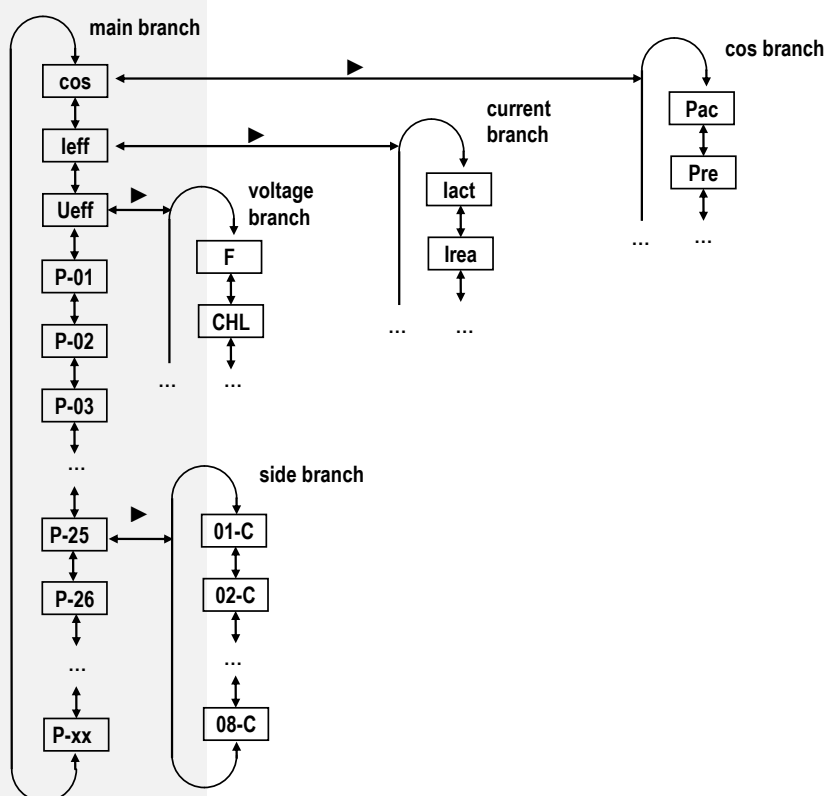 main branch
cos
Ieff
Ueff
P-01
P-02
P-03
...
P-25
P-26
...
P-xx
voltage
branch
F
CHL
...
...
current
branch
Iact
Irea
...
...
cos branch
Pac
Pre
...
...
side branch
01-C
02-C
...
08-C